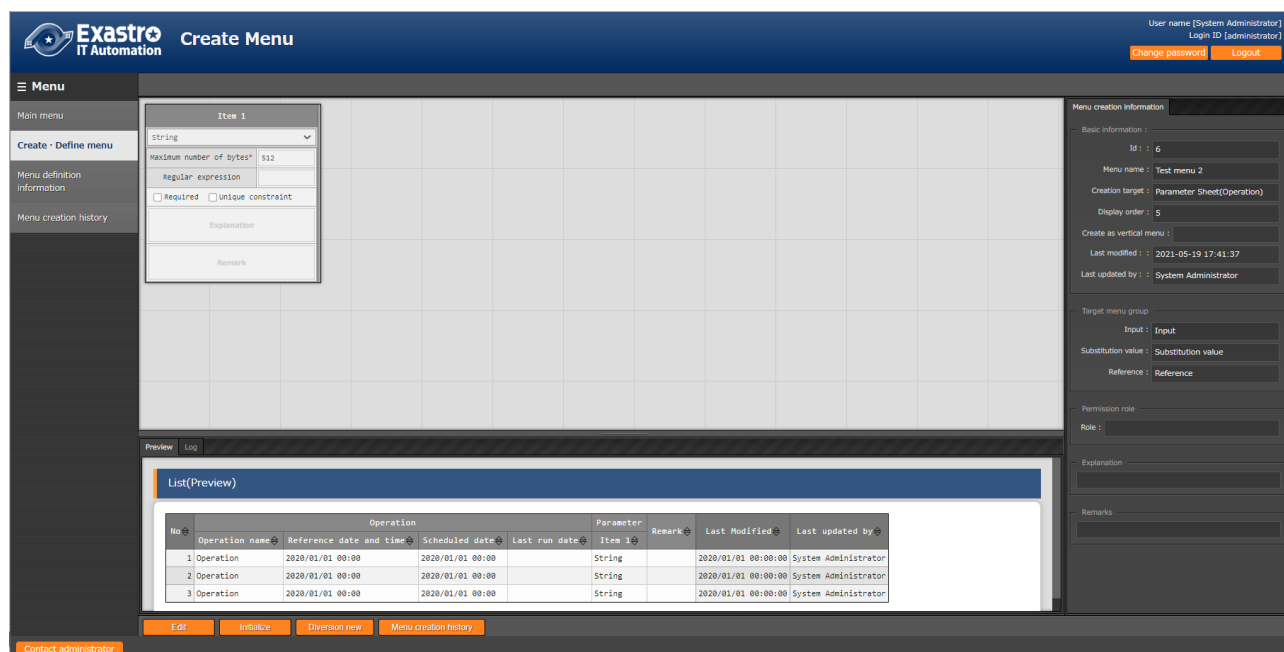 Exastro
IT Automation
Create Menu
User name [System Administrator]
Login ID [administrator]
Change password
Logout
Menu
Main menu
Create · Define menu
Menu definition
information
Menu creation history
Item 1
String
Maximum number of bytes* 512
Regular expression
Required Unique constraint
Explanation
Remark
Menu creation information
Basic information :
Id : : 6
Menu name : Test menu 2
Creation target : Parameter Sheet(Operation)
Display order : 5
Create as vertical menu :
Last modified : : 2021-05-19 17:41:37
Last updated by : : System Administrator
Target menu group
Input : Input
Substitution value : Substitution value
Reference : Reference
Permission role
Role :
Explanation
Remarks
Preview Log
List(Preview)
No Operation Parameter Remark Last Modified Last updated by
Operation name Reference date and time Scheduled date Last run date Item 1
1 Operation 2020/01/01 00:00 2020/01/01 00:00 String 2020/01/01 00:00:00 System Administrator
2 Operation 2020/01/01 00:00 2020/01/01 00:00 String 2020/01/01 00:00:00 System Administrator
3 Operation 2020/01/01 00:00 2020/01/01 00:00 String 2020/01/01 00:00:00 System Administrator
Edit Initialize Diversion new Menu creation history
Contact administrator